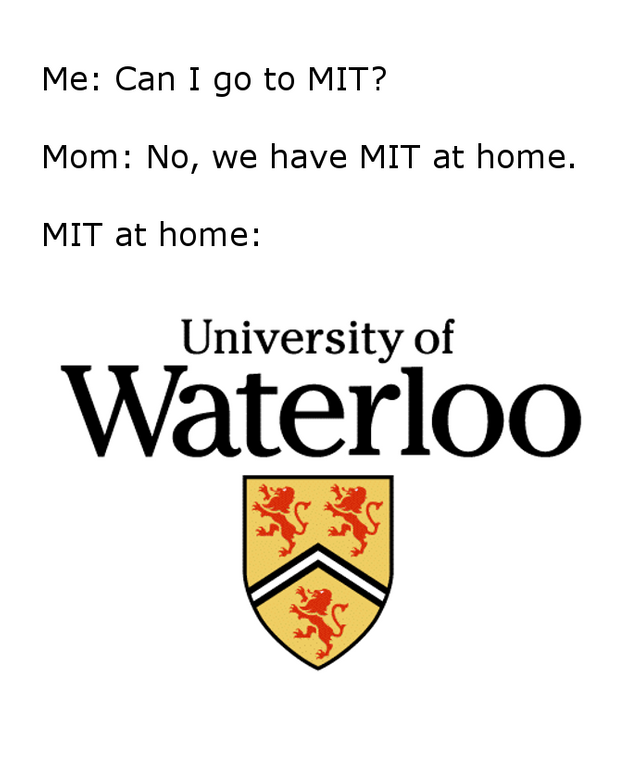 Me: Can I go to MIT?
Mom: No, we have MIT at home.
MIT at home:
University of
Waterloo